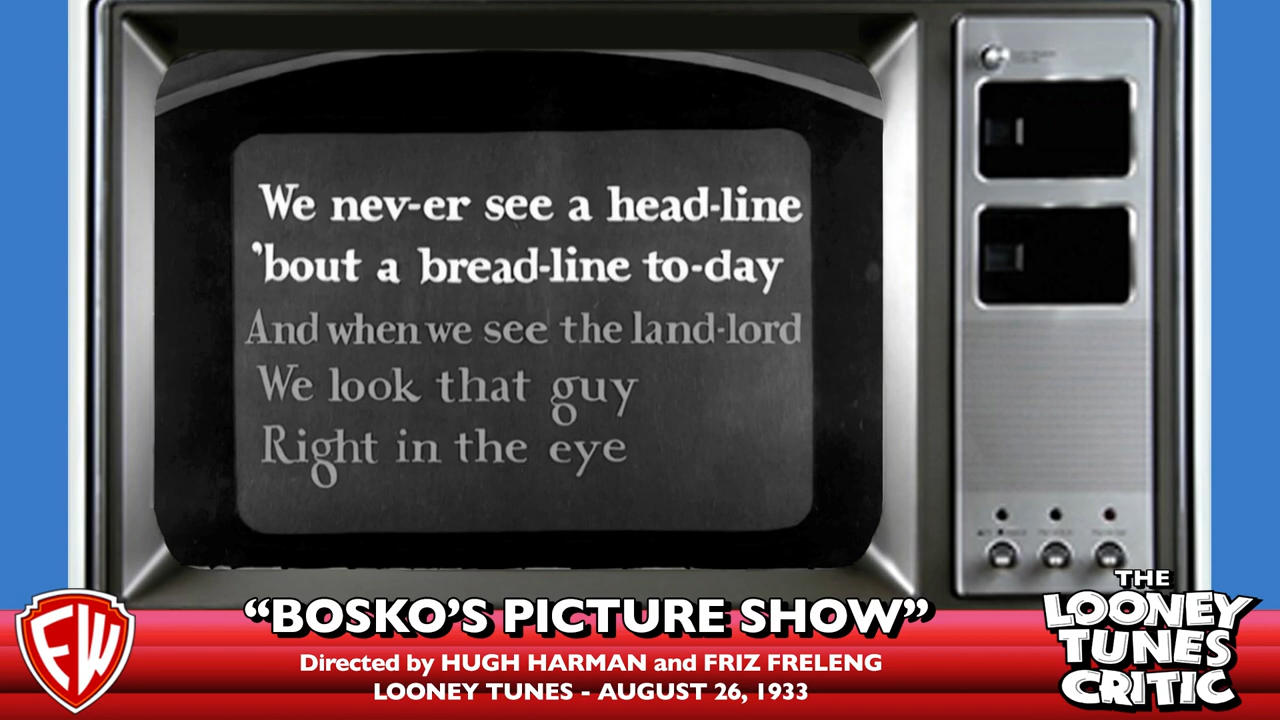 We nev-er see a head-line
'bout a bread-line to-day
And when we see the land-lord
We look that guy
Right in the eye
FW
"BOSKO'S PICTURE SHOW"
Directed by HUGH HARMAN and FRIZ FRELENG
LOONEY TUNES - AUGUST 26, 1933
THE
LOONEY
TUNES
CRITIC